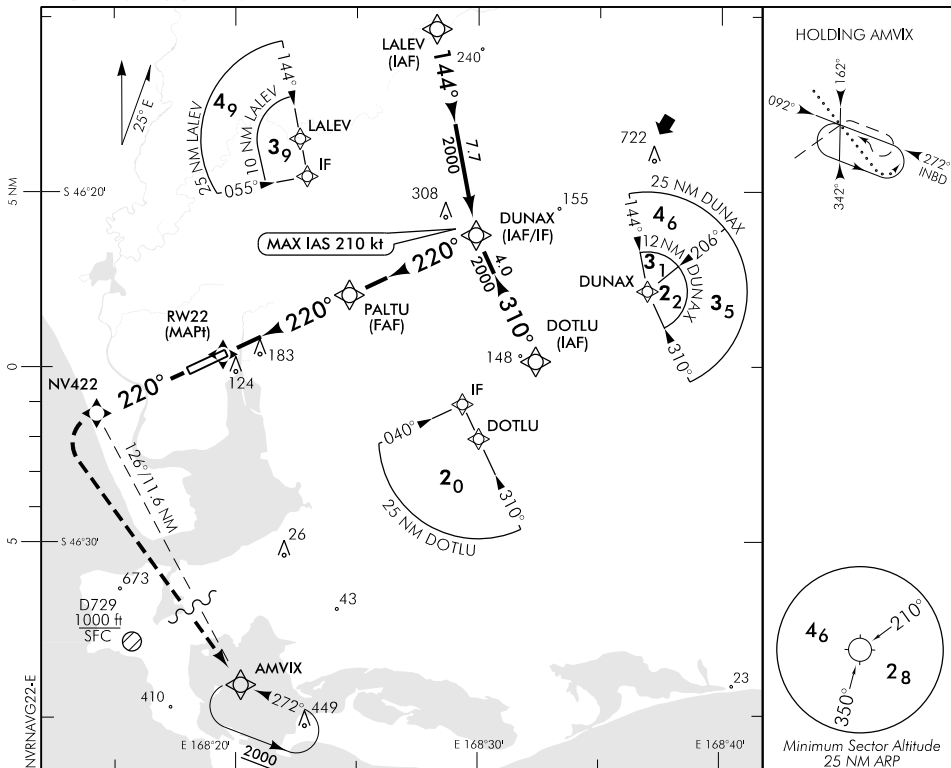 LALEV
(IAF)
240
144°
7.7
2000
25° E
4₉
25 NM LALEV
10 NM LALEV
144°
3₉
LALEV
IF
055°
5 NM
S 46°20'
308
MAX IAS 210 kt
DUNAX
(IAF/IF)
155
722
25 NM DUNAX
4₆
144°
12 NM DUNAX
206°
3₁
DUNAX
2₂
3₅
310°
220°
4.0
2000
310°
PALTU
(FAF)
220°
RW22
(MAPt)
DOTLU
(IAF)
148
183
124
0
NV422
220°
IF
DOTLU
040°
2₀
310°
25 NM DOTLU
126°/11.6 NM
5
S 46°30'
26
673
D729
1000 ft
SFC
43
AMVIX
272°
410
449
23
2000
E 168°20'
E 168°30'
E 168°40'
NVRNAVG22-E
HOLDING AMVIX
162°
092°
272°
INBD
342°
4₆
210°
2₈
350°
Minimum Sector Altitude
25 NM ARP